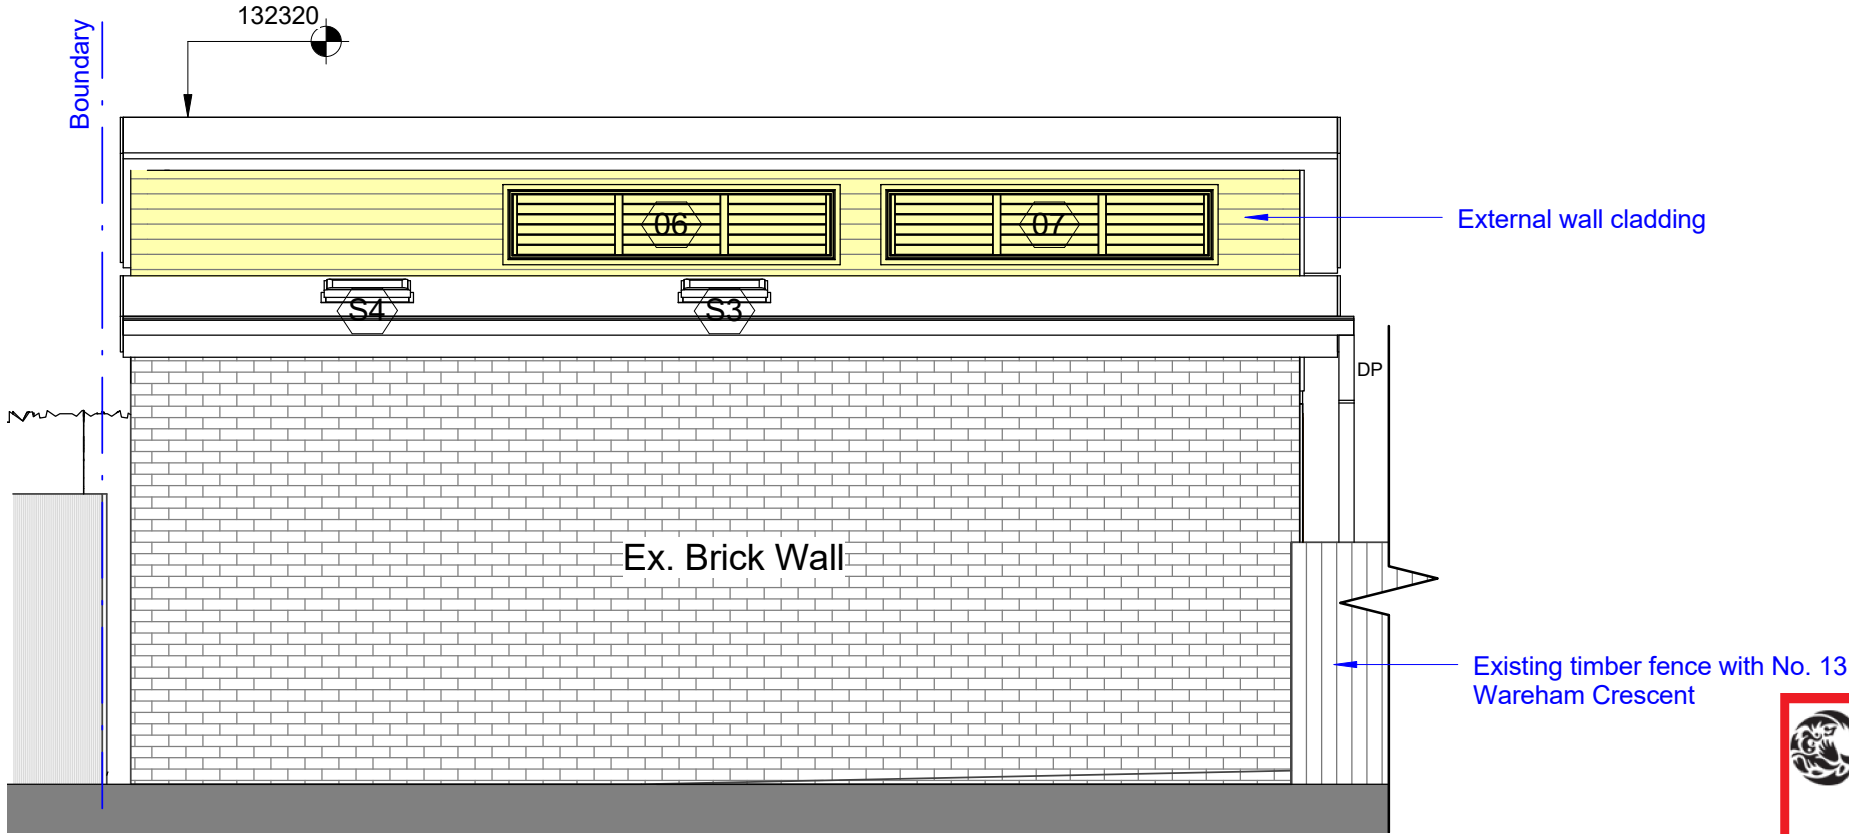 132320
Boundary
06
07
External wall cladding
S4
S3
DP
Ex. Brick Wall
Existing timber fence with No. 13
Wareham Crescent